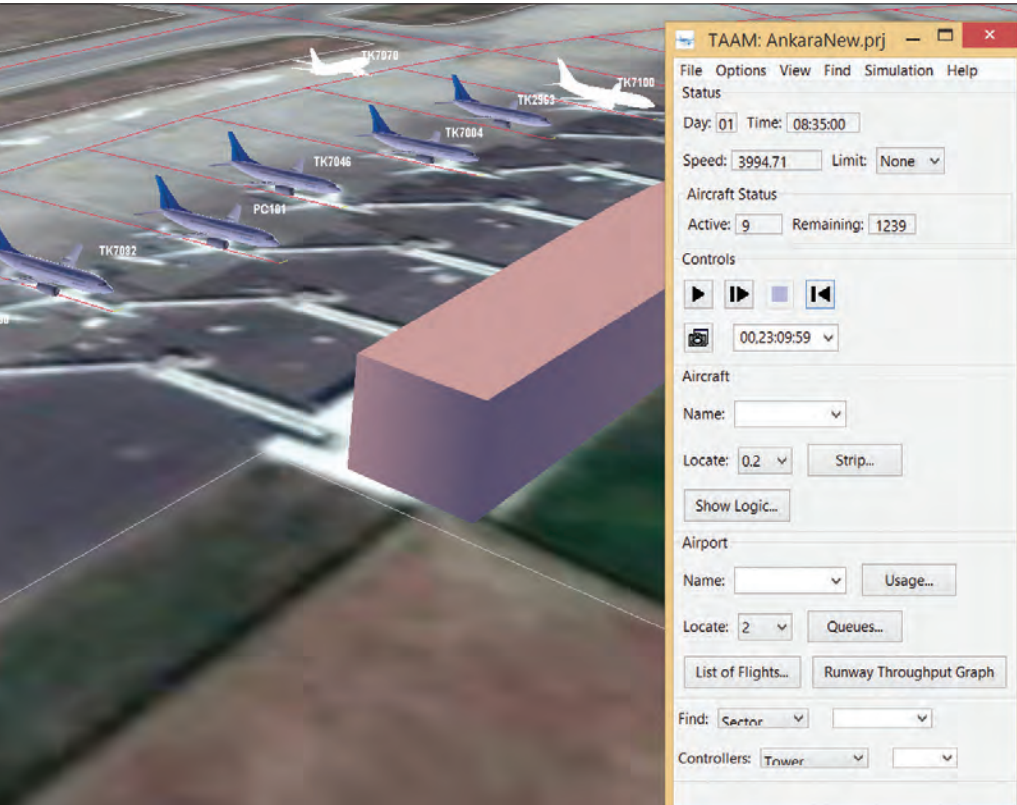 TK7070
TK7100
TK2963
TK7004
TK7046
PC101
TK7082
TAAM: AnkaraNew.prj
File Options View Find Simulation Help
Status
Day: 01 Time: 08:35:00
Speed: 3994.71 Limit: None
Aircraft Status
Active: 9 Remaining: 1239
Controls
00,23:09:59
Aircraft
Name:
Locate: 0.2 Strip...
Show Logic...
Airport
Name: Usage...
Locate: 2 Queues...
List of Flights... Runway Throughput Graph
Find: Sector
Controllers: Tower